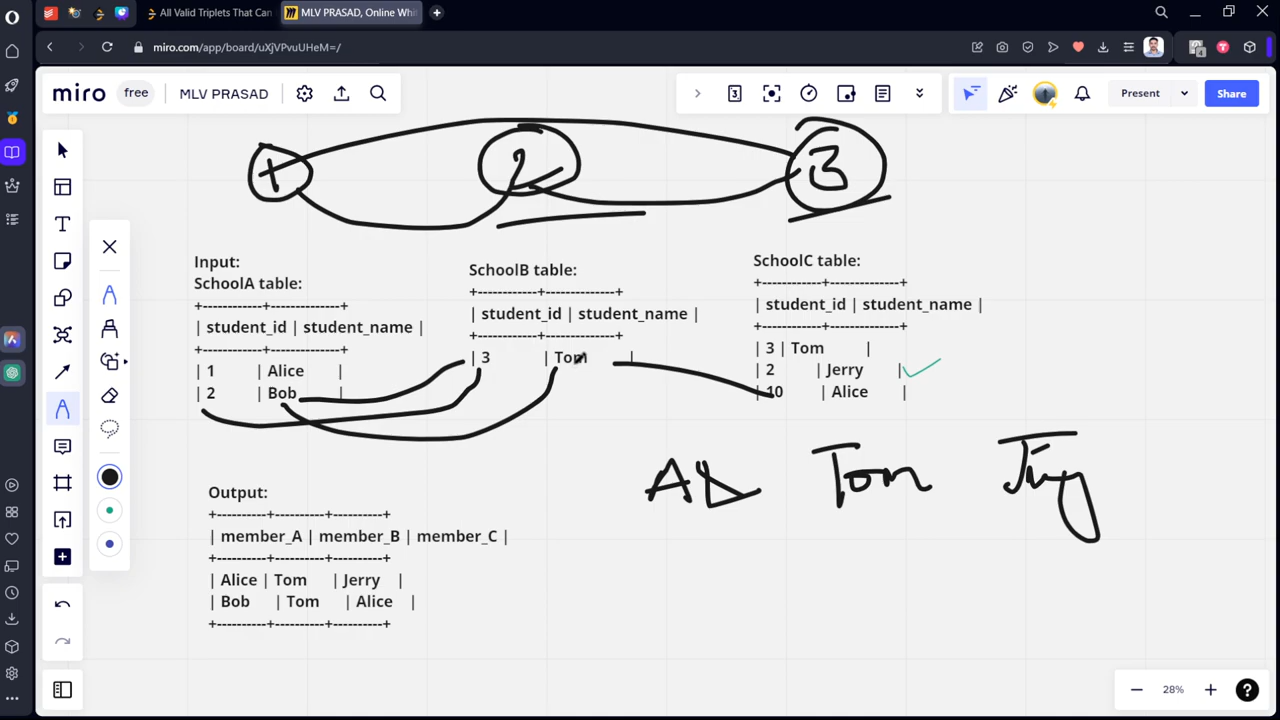 All Valid Triplets That Can
MLV PRASAD, Online Whi
miro.com/app/board/uXjVPvuUHeM=/
miro free MLV PRASAD
3
Present
Share
1 2 3
Input:
SchoolA table:
+-----------+-------------+
| student_id | student_name |
+-----------+-------------+
| 1 | Alice |
| 2 | Bob |
SchoolB table:
+-----------+-------------+
| student_id | student_name |
+-----------+-------------+
| 3 | Tom |
SchoolC table:
+-----------+-------------+
| student_id | student_name |
+-----------+-------------+
| 3 | Tom |
| 2 | Jerry |
| 10 | Alice |
Tom
Output:
+----------+----------+----------+
| member_A | member_B | member_C |
+----------+----------+----------+
| Alice | Tom | Jerry |
| Bob | Tom | Alice |
+----------+----------+----------+
28%